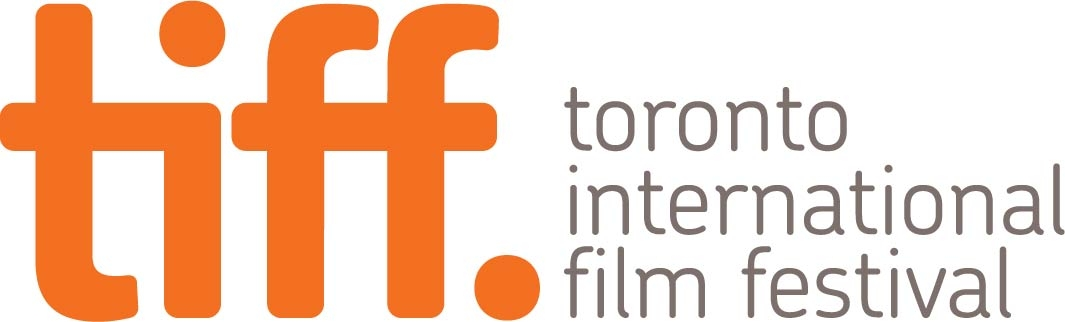 tiff.
toronto
international
film festival